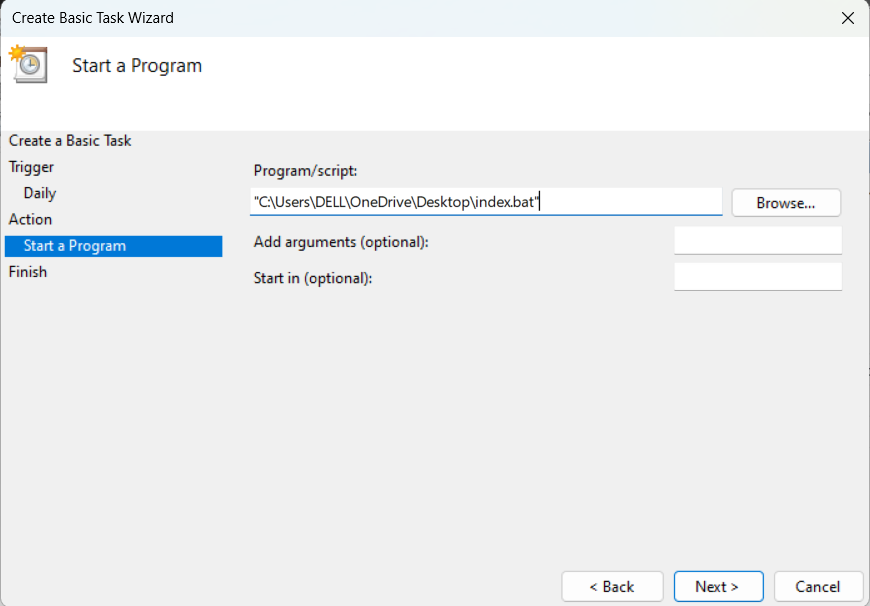 Create Basic Task Wizard
Start a Program
Create a Basic Task
Trigger
Daily
Action
Start a Program
Finish
Program/script:
"C:\Users\DELL\OneDrive\Desktop\index.bat"
Browse...
Add arguments (optional):
Start in (optional):
< Back
Next >
Cancel